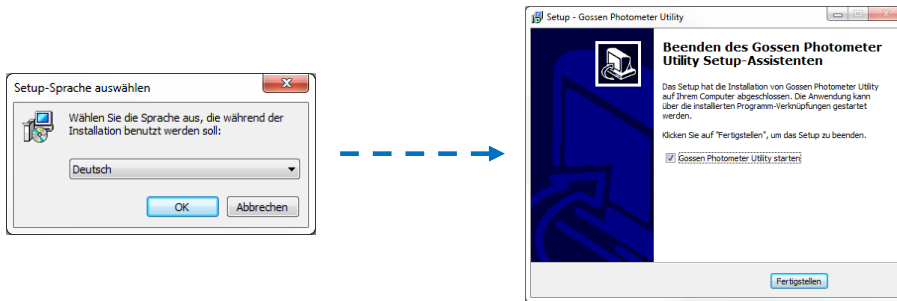 Setup-Sprache auswählen
Wählen Sie die Sprache aus, die während der
Installation benutzt werden soll:
Deutsch
OK
Abbrechen
Setup - Gossen Photometer Utility
Beenden des Gossen Photometer
Utility Setup-Assistenten
Das Setup hat die Installation von Gossen Photometer Utility
auf Ihrem Computer abgeschlossen. Die Anwendung kann
über die installierten Programm-Verknüpfungen gestartet
werden.
Klicken Sie auf "Fertigstellen", um das Setup zu beenden.
Gossen Photometer Utility starten
Fertigstellen